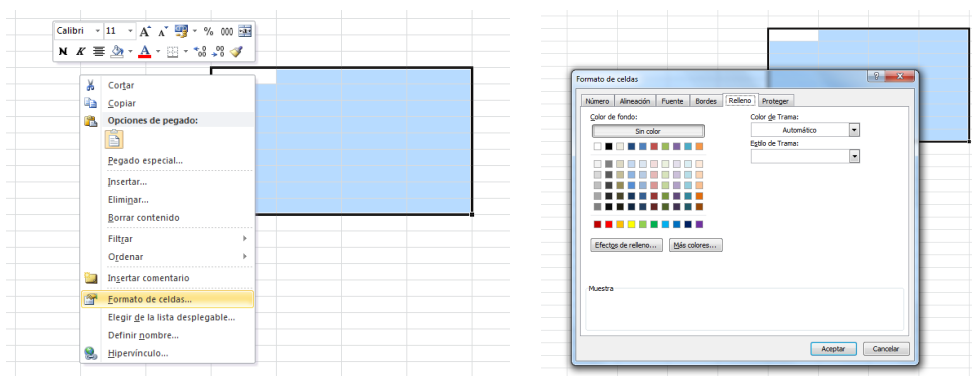 Calibri 11 A A % 000
N K A ,00 ,00
Cortar
Copiar
Opciones de pegado:
Pegado especial...
Insertar...
Eliminar...
Borrar contenido
Filtrar
Ordenar
Insertar comentario
Formato de celdas...
Elegir de la lista desplegable...
Definir nombre...
Hipervínculo...
Formato de celdas
Número Alineación Fuente Bordes Relleno Proteger
Color de fondo:
Sin color
Color de Trama:
Automático
Estilo de Trama:
Efectos de relleno... Más colores...
Muestra
Aceptar Cancelar